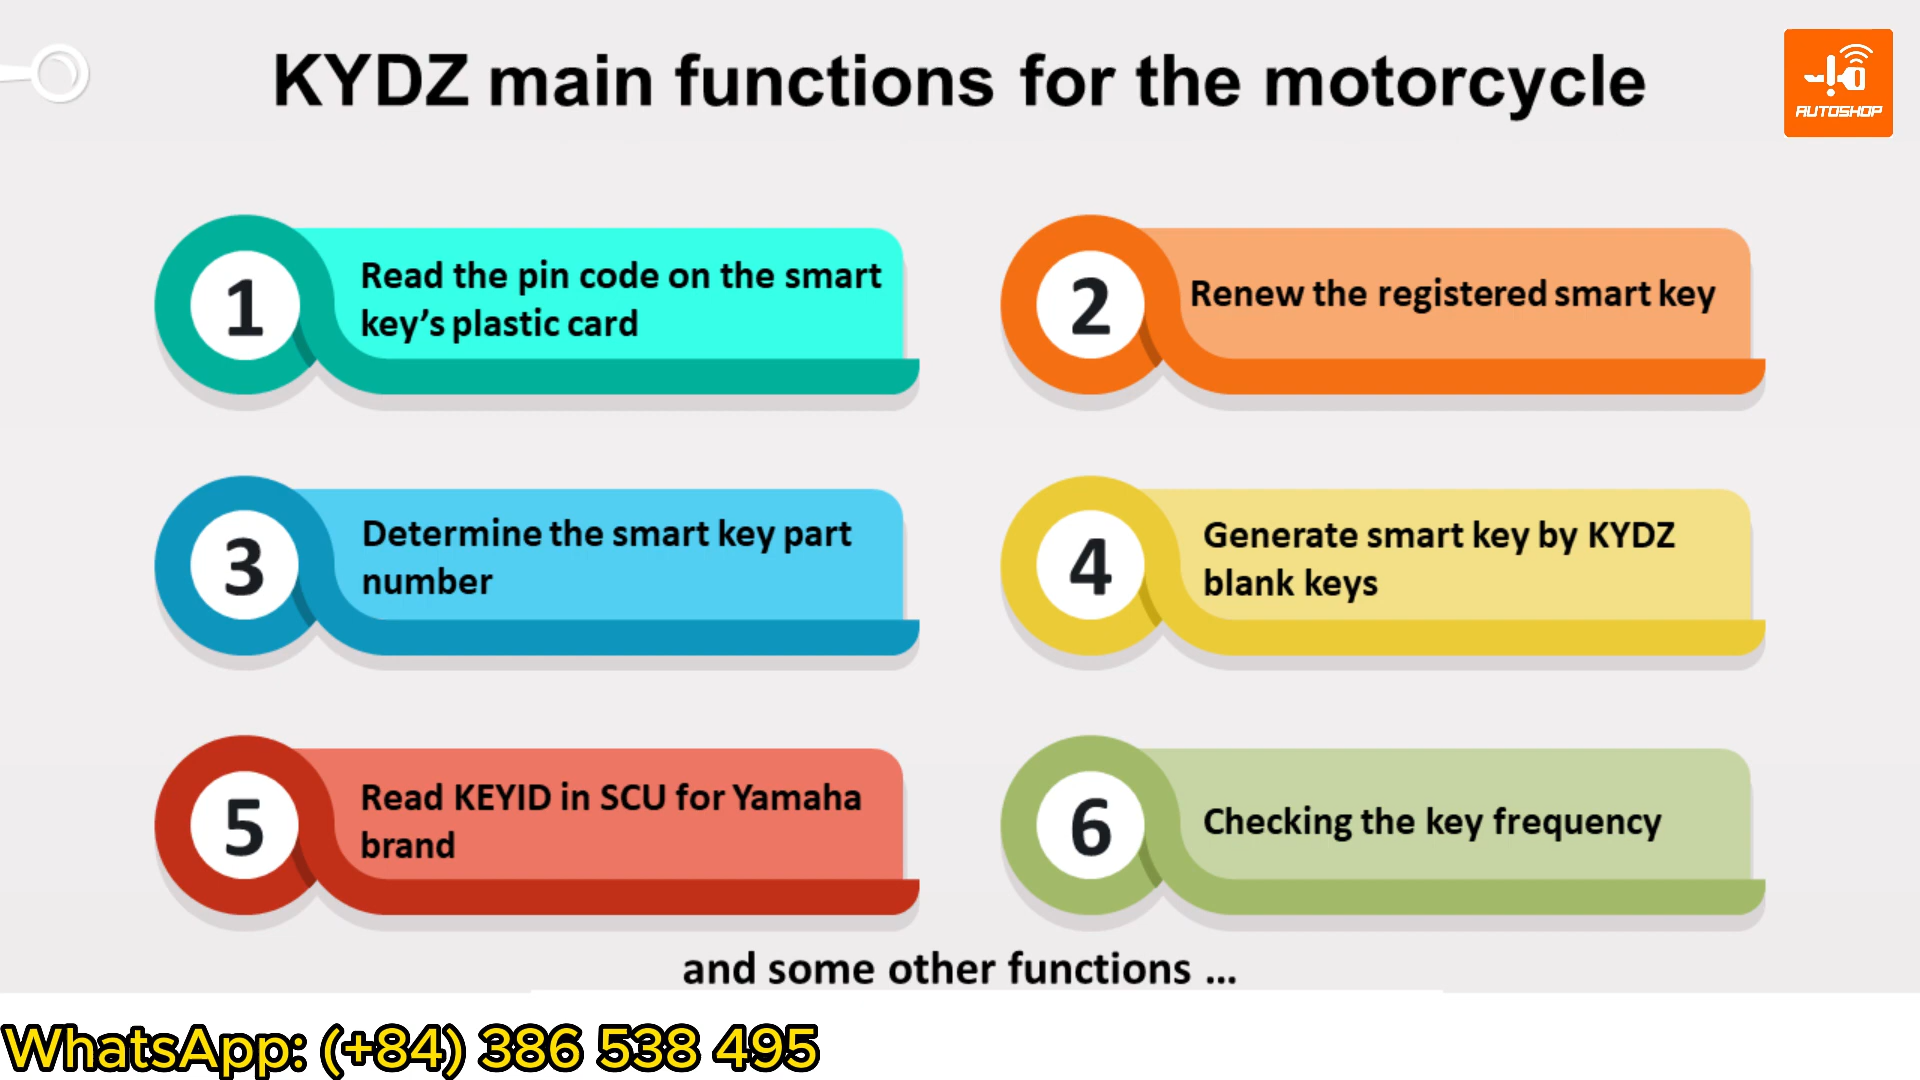 KYDZ main functions for the motorcycle
AUTOSHOP
1
Read the pin code on the smart
key's plastic card
2
Renew the registered smart key
3
Determine the smart key part
number
4
Generate smart key by KYDZ
blank keys
5
Read KEYID in SCU for Yamaha
brand
6
Checking the key frequency
and some other functions ...
WhatsApp: (+84) 386 538 495